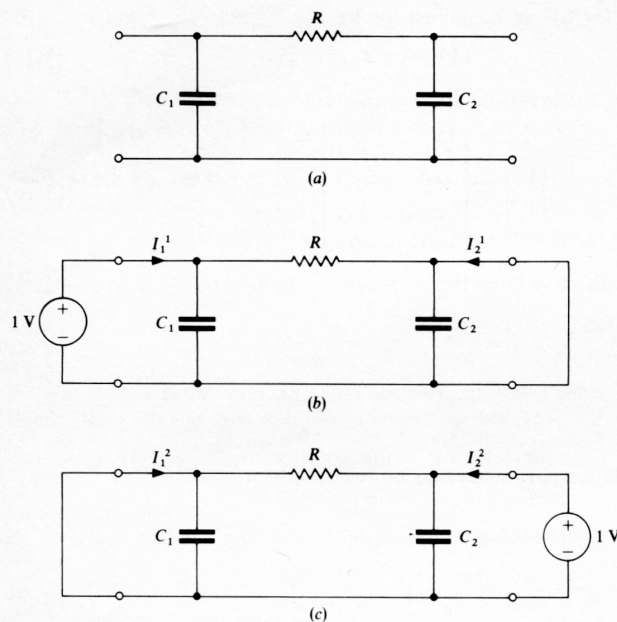 R
C₁
C₂
(a)
I₁¹
R
I₂¹
1 V
+
−
C₁
C₂
(b)
I₁²
R
I₂²
C₁
C₂
+
−
1 V
(c)